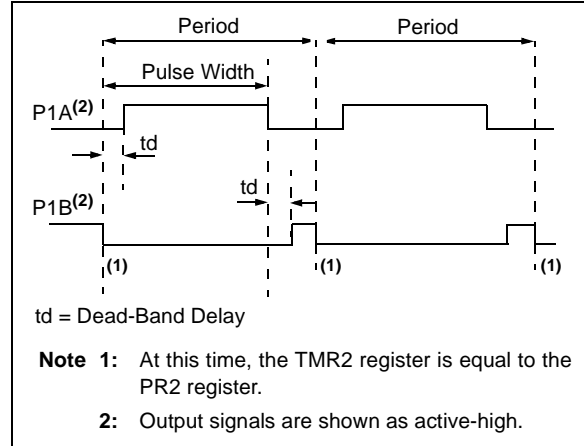 Period Period
Pulse Width
P1A(2)
td
td
P1B(2)
(1) (1) (1)
td = Dead-Band Delay
Note 1: At this time, the TMR2 register is equal to the
PR2 register.
2: Output signals are shown as active-high.